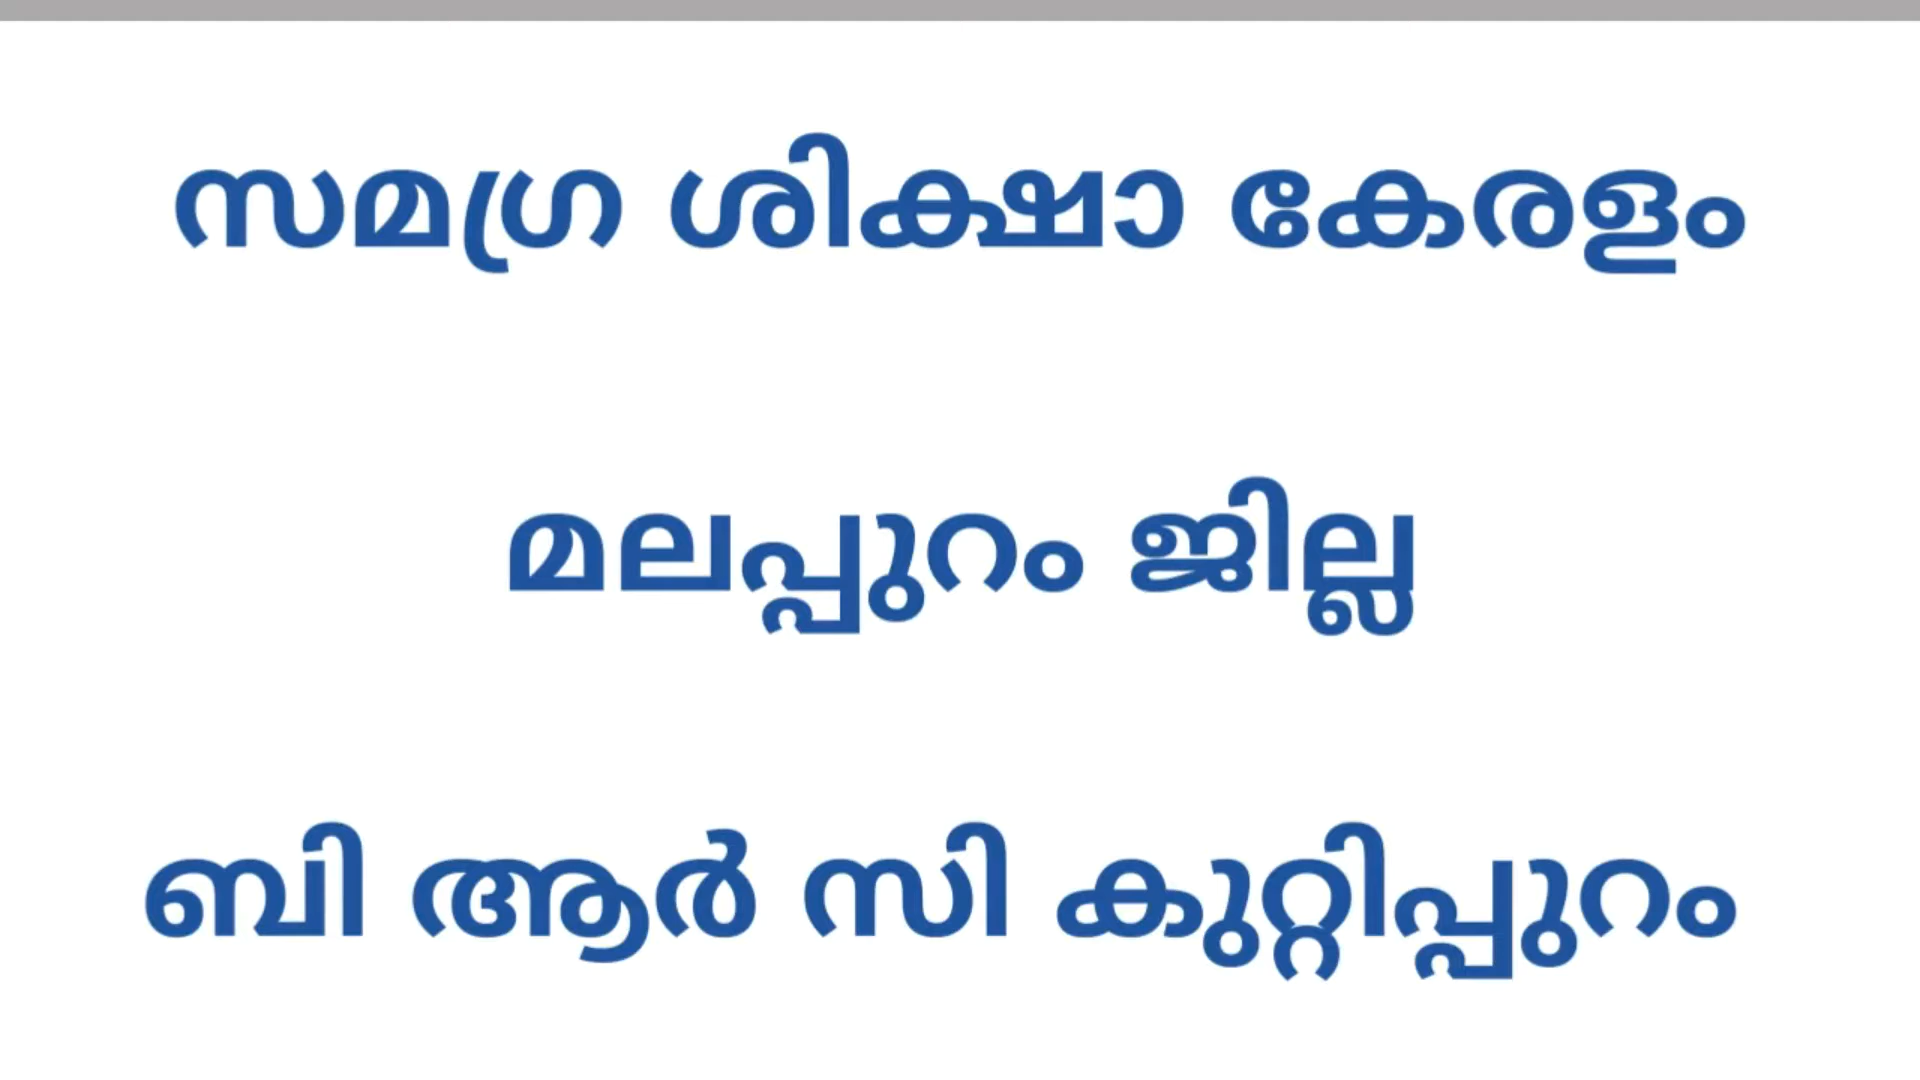 സമഗ്ര ശിക്ഷാ കേരളം
മലപ്പുറം ജില്ല
ബി ആർ സി കുറ്റിപ്പുറം